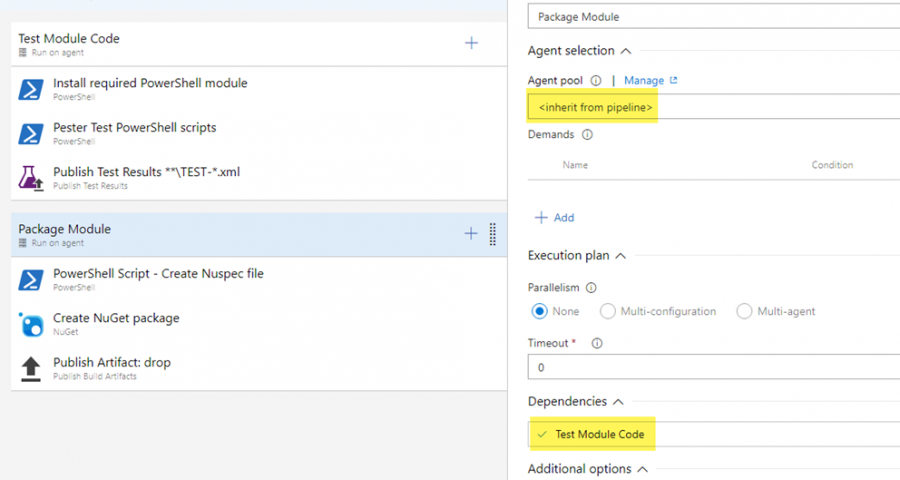 Test Module Code
Run on agent
Install required PowerShell module
PowerShell
Pester Test PowerShell scripts
PowerShell
Publish Test Results **\TEST-*.xml
Publish Test Results
Package Module
Run on agent
PowerShell Script - Create Nuspec file
PowerShell
Create NuGet package
NuGet
Publish Artifact: drop
Publish Build Artifacts
Package Module
Agent selection
Agent pool | Manage
<inherit from pipeline>
Demands
Name Condition
Add
Execution plan
Parallelism
None Multi-configuration Multi-agent
Timeout *
0
Dependencies
Test Module Code
Additional options